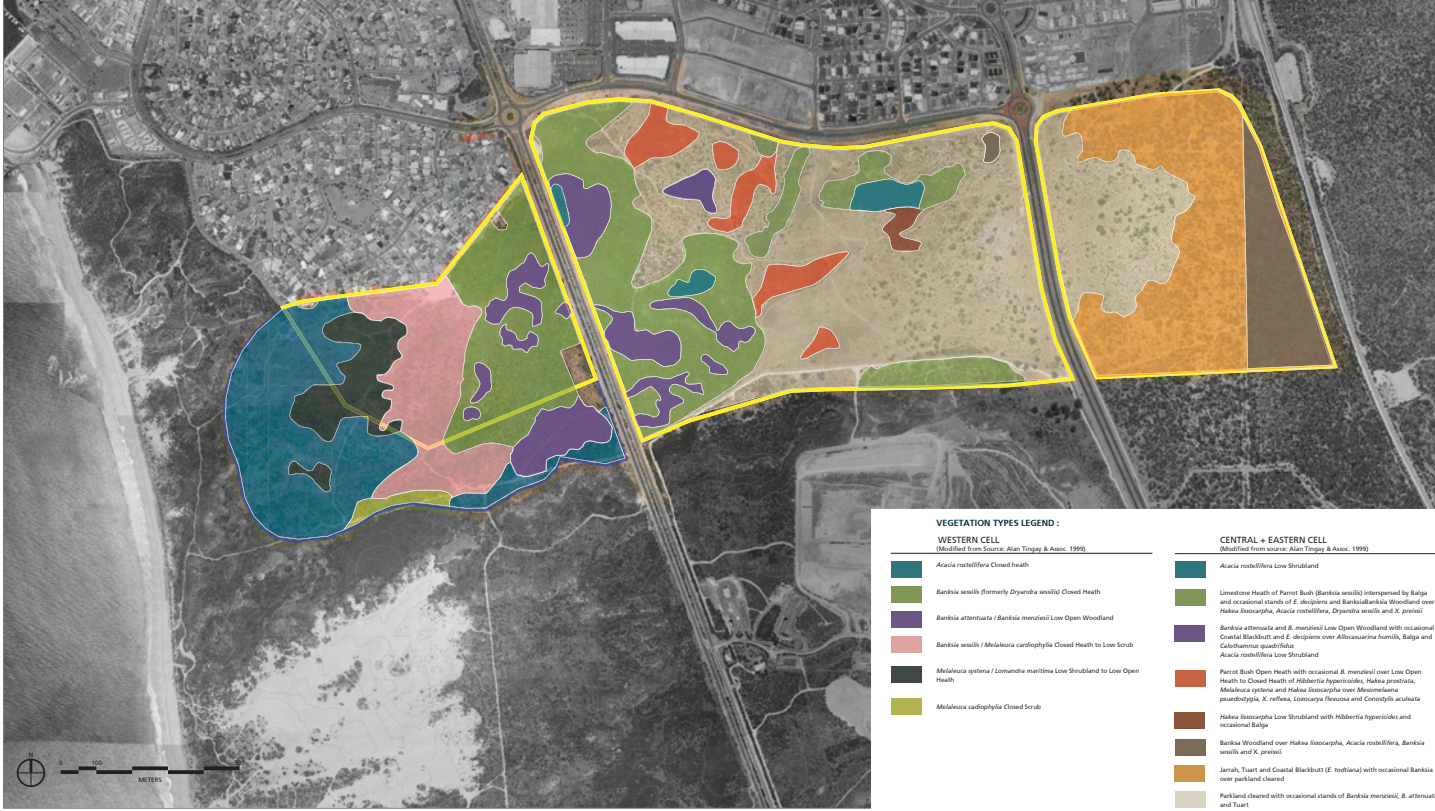 VEGETATION TYPES LEGEND :
WESTERN CELL
(Modified from Source: Alan Tingay & Assoc. 1999)
Acacia rostellifera Closed heath
Banksia sessilis (formerly Dryandra sessilis) Closed Heath
Banksia attentuata / Banksia menziesii Low Open Woodland
Banksia sessilis / Melaleuca cardiophylla Closed Heath to Low Scrub
Melaleuca systena / Lomandra maritima Low Shrubland to Low Open
Heath
Melaleuca cadiophylla Closed Scrub
CENTRAL + EASTERN CELL
(Modified from source: Alan Tingay & Assoc. 1999)
Acacia rostellifera Low Shrubland
Limestone Heath of Parrot Bush (Banksia sessilis) interspersed by Balga
and occasional stands of E. decipiens and BanksiaBanksia Woodland over
Hakea lissocarpha, Acacia rostellifera, Dryandra sessilis and X. preissii
Banksia attenuata and B. menziesii Low Open Woodland with occasional
Coastal Blackbutt and E. decipiens over Allocasuarina humilis, Balga and
Calothamnus quadrifidus
Acacia rostellifera Low Shrubland
Parrot Bush Open Heath with occasional B. menziesii over Low Open
Heath to Closed Heath of Hibbertia hypericoides, Hakea prostrata,
Melaleuca systena and Hakea lissocarpha over Mesomelaena
psuedostygia, X. reflexa, Loxocarya flexuosa and Conostylis aculeata
Hakea lissocarpha Low Shrubland with Hibbertia hypericides and
occasional Balga
Banksa Woodland over Hakea lissocarpha, Acacia rostellifera, Banksia
sessilis and X. preissii.
Jarrah, Tuart and Coastal Blackbutt (E. todtiana) with occasional Banksia
over parkland cleared
Parkland cleared with occasional stands of Banksia menziesii, B. attenuata
and Tuart
N
0 100 500
METERS